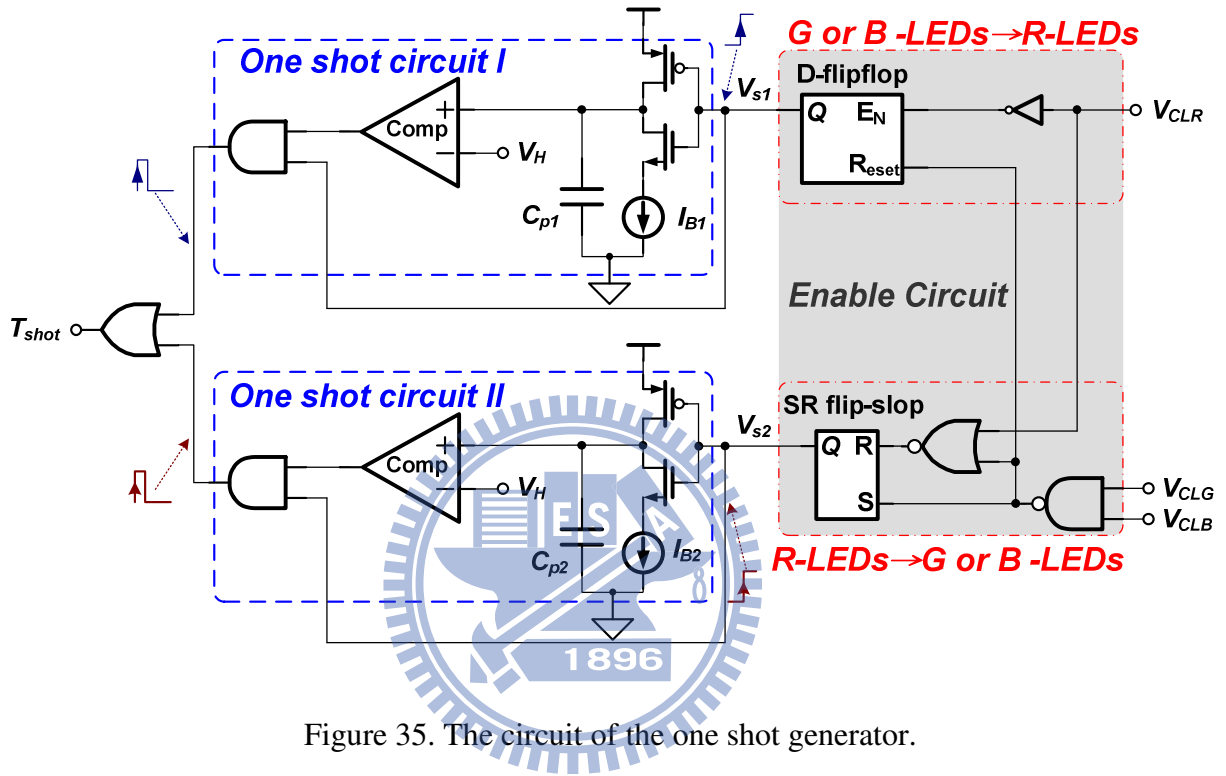 G or B -LEDs→R-LEDs
One shot circuit I
D-flipflop
Vs1
Q
EN
Reset
VCLR
+
Comp
−
VH
Cp1
IB1
Enable Circuit
Tshot
One shot circuit II
SR flip-slop
Vs2
Q
R
S
+
Comp
−
VH
Cp2
IB2
VCLG
VCLB
R-LEDs→G or B -LEDs
ESA
1896
Figure 35. The circuit of the one shot generator.